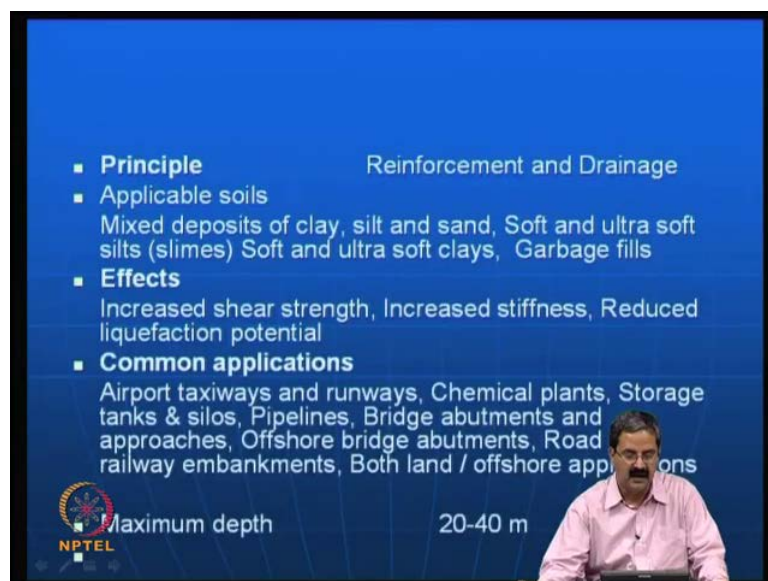 Principle Reinforcement and Drainage
Applicable soils
Mixed deposits of clay, silt and sand, Soft and ultra soft
silts (slimes) Soft and ultra soft clays, Garbage fills
Effects
Increased shear strength, Increased stiffness, Reduced
liquefaction potential
Common applications
Airport taxiways and runways, Chemical plants, Storage
tanks & silos, Pipelines, Bridge abutments and
approaches, Offshore bridge abutments, Road
railway embankments, Both land / offshore
Maximum depth 20-40 m
NPTEL